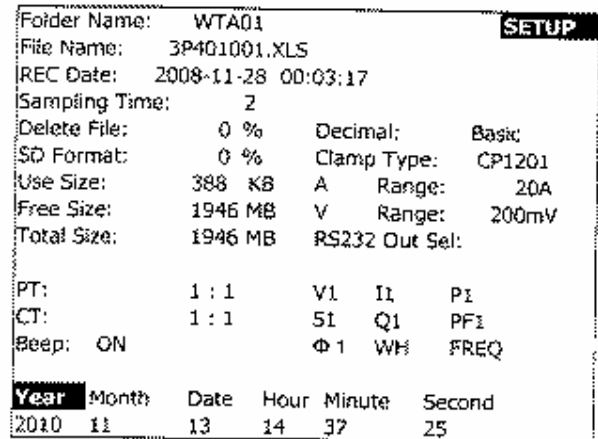 Folder Name: WTA01 SETUP
File Name: 3P401001.XLS
REC Date: 2008-11-28 00:03:17
Sampling Time: 2
Delete File: 0 % Decimal: Basic
SD Format: 0 % Clamp Type: CP1201
Use Size: 388 KB A Range: 20A
Free Size: 1946 MB V Range: 200mV
Total Size: 1946 MB RS232 Out Sel:
PT: 1 : 1 V1 I1 P1
CT: 1 : 1 S1 Q1 PF1
Beep: ON Φ1 WH FREQ
Year Month Date Hour Minute Second
2010 11 13 14 37 25